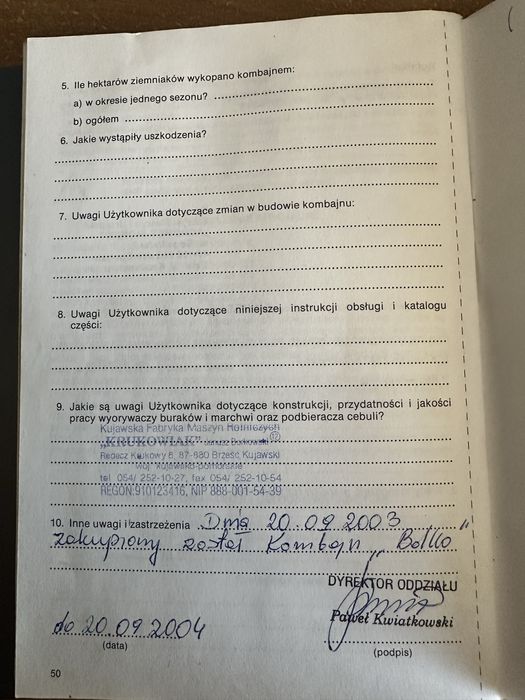 5. Ile hektarów ziemniaków wykopano kombajnem:
a) w okresie jednego sezonu? ........................................
b) ogółem ........................................
6. Jakie wystąpiły uszkodzenia?
7. Uwagi Użytkownika dotyczące zmian w budowie kombajnu:
8. Uwagi Użytkownika dotyczące niniejszej instrukcji obsługi i katalogu
części:
9. Jakie są uwagi Użytkownika dotyczące konstrukcji, przydatności i jakości
pracy wyorywaczy buraków i marchwi oraz podbieracza cebuli?
Kujawska Fabryka Maszyn Rolniczych
„KRUKOWIAK" Janusz Borkowski
Redecz Krukowy 6, 87-880 Brześć Kujawski
woj. kujawsko-pomorskie
tel. 054/ 252-10-27, fax 054/ 252-10-54
REGON:910123416, NIP 888-001-54-39
10. Inne uwagi i zastrzeżenia Dnia 20.09.2003
zakupiony został Kombajn „Bolko"
DYREKTOR ODDZIAŁU
Paweł Kwiatkowski
do 20.09.2004
(data)
(podpis)
50